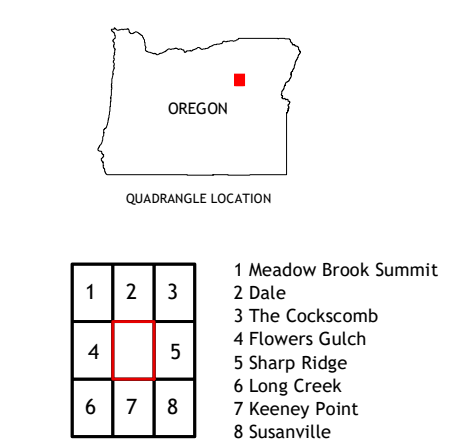 OREGON
QUADRANGLE LOCATION
1 2 3
4 5
6 7 8
1 Meadow Brook Summit
2 Dale
3 The Cockscomb
4 Flowers Gulch
5 Sharp Ridge
6 Long Creek
7 Keeney Point
8 Susanville